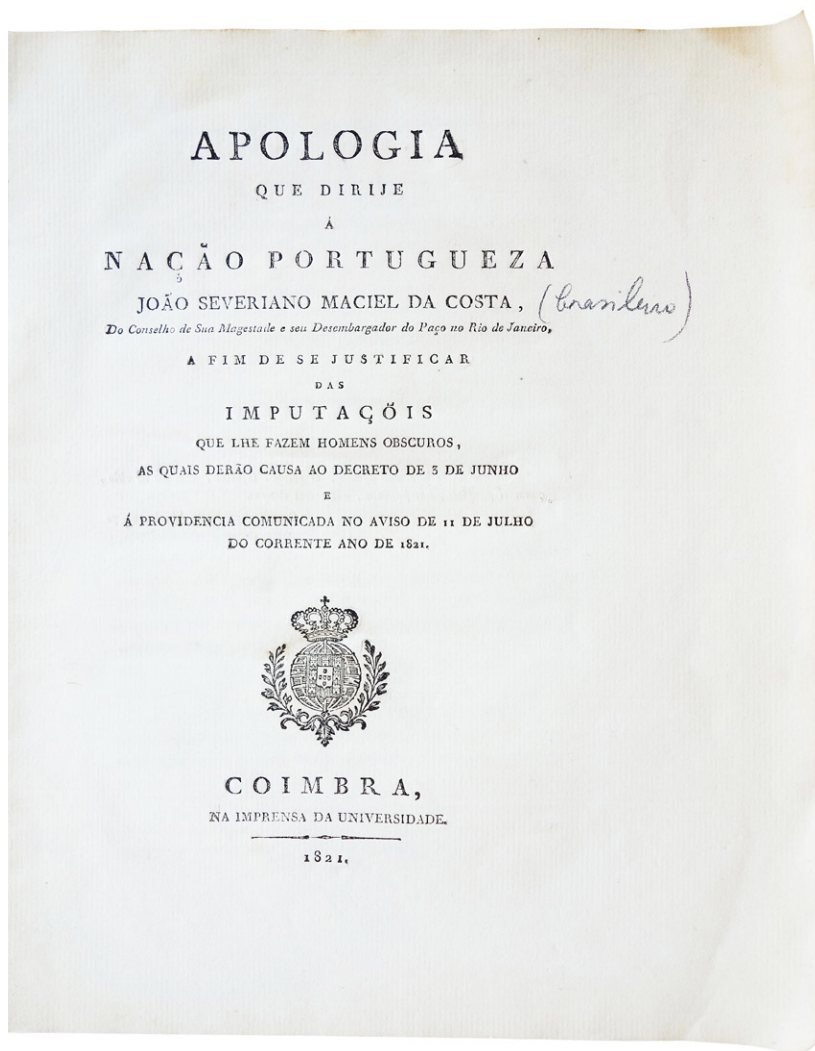 APOLOGIA
QUE DIRIJE
Á
NAÇÃO PORTUGUEZA
JOÃO SEVERIANO MACIEL DA COSTA, (brasileiro)
Do Conselho de Sua Magestade e seu Desembargador do Paço no Rio de Janeiro,
A FIM DE SE JUSTIFICAR
DAS
IMPUTAÇÕIS
QUE LHE FAZEM HOMENS OBSCUROS,
AS QUAIS DERÃO CAUSA AO DECRETO DE 3 DE JUNHO
E
Á PROVIDENCIA COMUNICADA NO AVISO DE 11 DE JULHO
DO CORRENTE ANO DE 1821.
COIMBRA,
NA IMPRENSA DA UNIVERSIDADE.
1821.